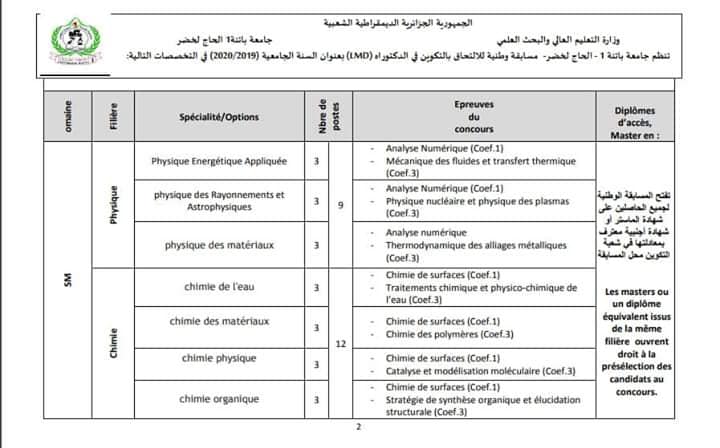 الجمهورية الجزائرية الديمقراطية الشعبية
وزارة التعليم العالي والبحث العلمي
جامعة باتنة1 الحاج لخضر
تنظم جامعة باتنة 1 - الحاج لخضر- مسابقة وطنية للالتحاق بالتكوين في الدكتوراه (LMD) بعنوان السنة الجامعية (2020/2019) في التخصصات التالية:
omaine
Filière
Spécialité/Options
Nbre de
postes
Epreuves
du
concours
Diplômes
d'accès,
Master en :
SM
Physique
Physique Energétique Appliquée
3
- Analyse Numérique (Coef.1)
- Mécanique des fluides et transfert thermique
(Coef.3)
physique des Rayonnements et
Astrophysiques
3
9
- Analyse Numérique (Coef.1)
- Physique nucléaire et physique des plasmas
(Coef.3)
physique des matériaux
3
- Analyse numérique
- Thermodynamique des alliages métalliques
(Coef.3)
تفتح المسابقة الوطنية
لجميع الحاصلين على
شهادة الماستر أو
شهادة أجنبية معترف
بمعادلتها في شعبة
التكوين محل المسابقة
Chimie
chimie de l'eau
3
- Chimie de surfaces (Coef.1)
- Traitements chimique et physico-chimique de
l'eau (Coef.3)
chimie des matériaux
3
12
- Chimie de surfaces (Coef.1)
- Chimie des polymères (Coef.3)
chimie physique
3
- Chimie de surfaces (Coef.1)
- Catalyse et modélisation moléculaire (Coef.3)
chimie organique
3
- Chimie de surfaces (Coef.1)
- Stratégie de synthèse organique et élucidation
structurale (Coef.3)
Les masters ou
un diplôme
équivalent issus
de la même
filière ouvrent
droit à la
présélection des
candidats au
concours.
2